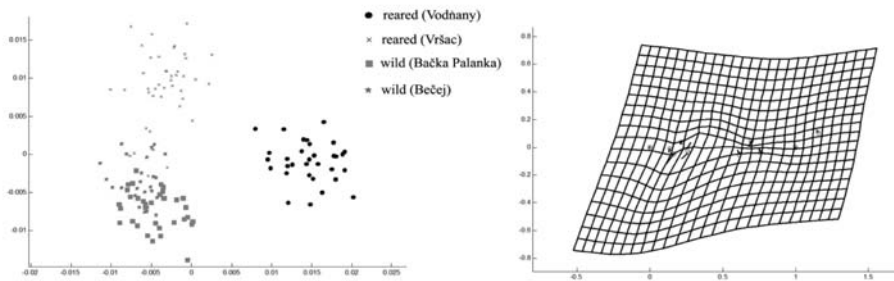 reared (Vodňany)
reared (Vršac)
wild (Bačka Palanka)
wild (Bečej)
0.015
0.01
0.005
0
-0.005
-0.01
-0.02 -0.015 -0.01 -0.005 0 0.005 0.01 0.015 0.02 0.025
0.8
0.6
0.4
0.2
0
-0.2
-0.4
-0.6
-0.8
-0.5 0 0.5 1 1.5